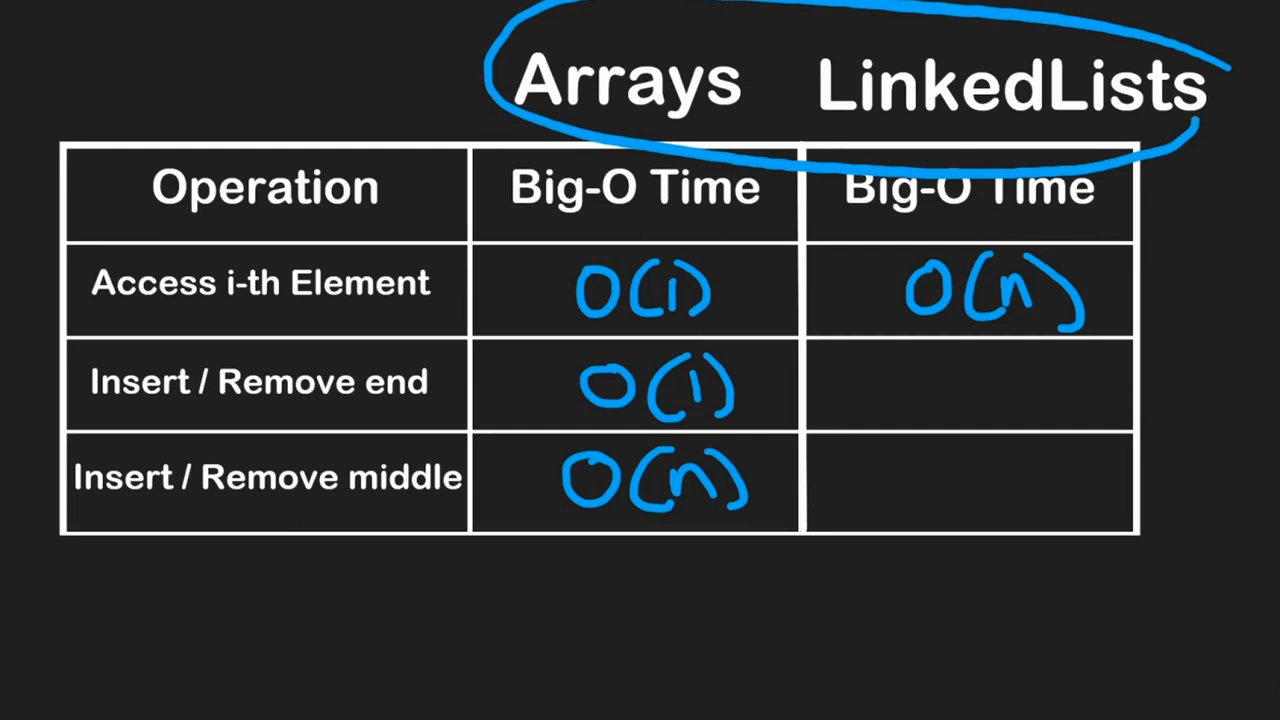 Arrays LinkedLists
Operation Big-O Time Big-O Time
Access i-th Element O(1) O(n)
Insert / Remove end O(1)
Insert / Remove middle O(n)